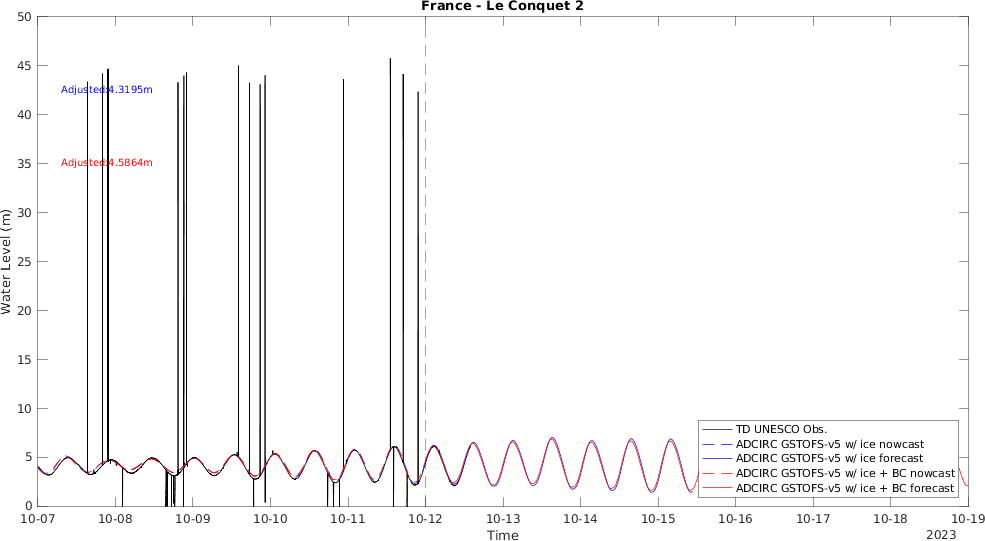 France - Le Conquet 2
50
45
40
35
30
25
20
15
10
5
0
Water Level (m)
Adjusted:4.3195m
Adjusted:4.5864m
TD UNESCO Obs.
ADCIRC GSTOFS-v5 w/ ice nowcast
ADCIRC GSTOFS-v5 w/ ice forecast
ADCIRC GSTOFS-v5 w/ ice + BC nowcast
ADCIRC GSTOFS-v5 w/ ice + BC forecast
10-07 10-08 10-09 10-10 10-11 10-12 10-13 10-14 10-15 10-16 10-17 10-18 10-19
Time
2023